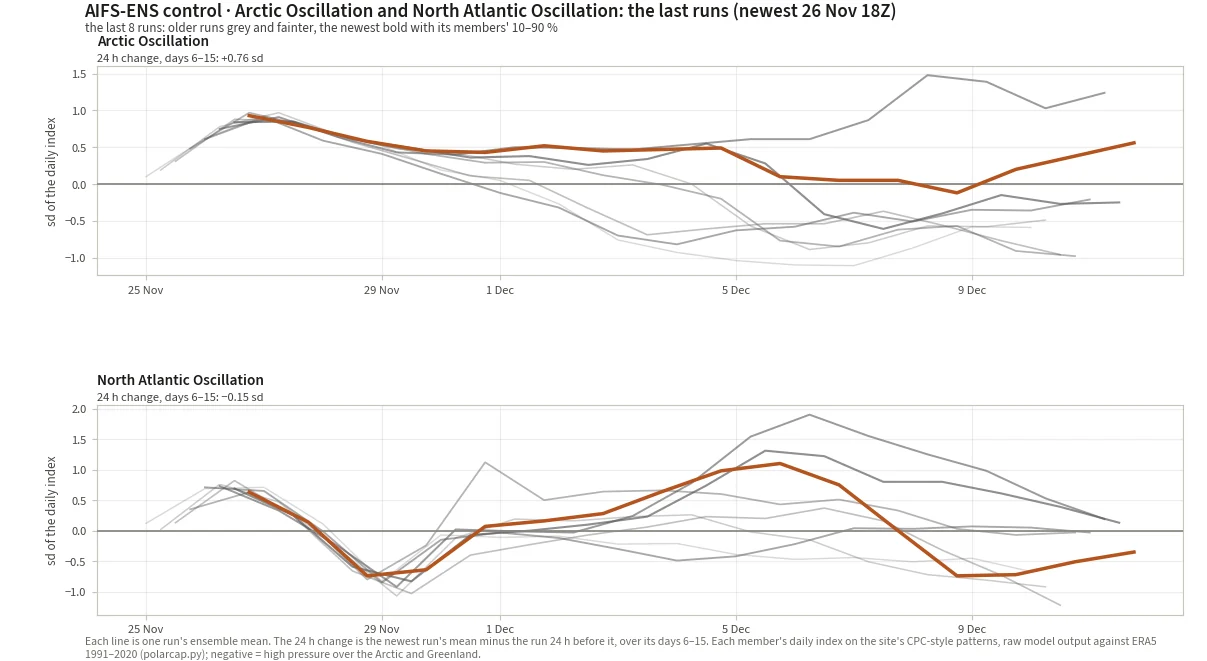 AIFS-ENS control · Arctic Oscillation and North Atlantic Oscillation: the last runs (newest 26 Nov 18Z)
the last 8 runs: older runs grey and fainter, the newest bold with its members' 10–90 %
Arctic Oscillation
24 h change, days 6–15: +0.76 sd
1.5
1.0
0.5
0.0
−0.5
−1.0
sd of the daily index
25 Nov
29 Nov
1 Dec
5 Dec
9 Dec
North Atlantic Oscillation
24 h change, days 6–15: −0.15 sd
2.0
1.5
1.0
0.5
0.0
−0.5
−1.0
sd of the daily index
25 Nov
29 Nov
1 Dec
5 Dec
9 Dec
Each line is one run's ensemble mean. The 24 h change is the newest run's mean minus the run 24 h before it, over its days 6–15. Each member's daily index on the site's CPC-style patterns, raw model output against ERA5
1991–2020 (polarcap.py); negative = high pressure over the Arctic and Greenland.